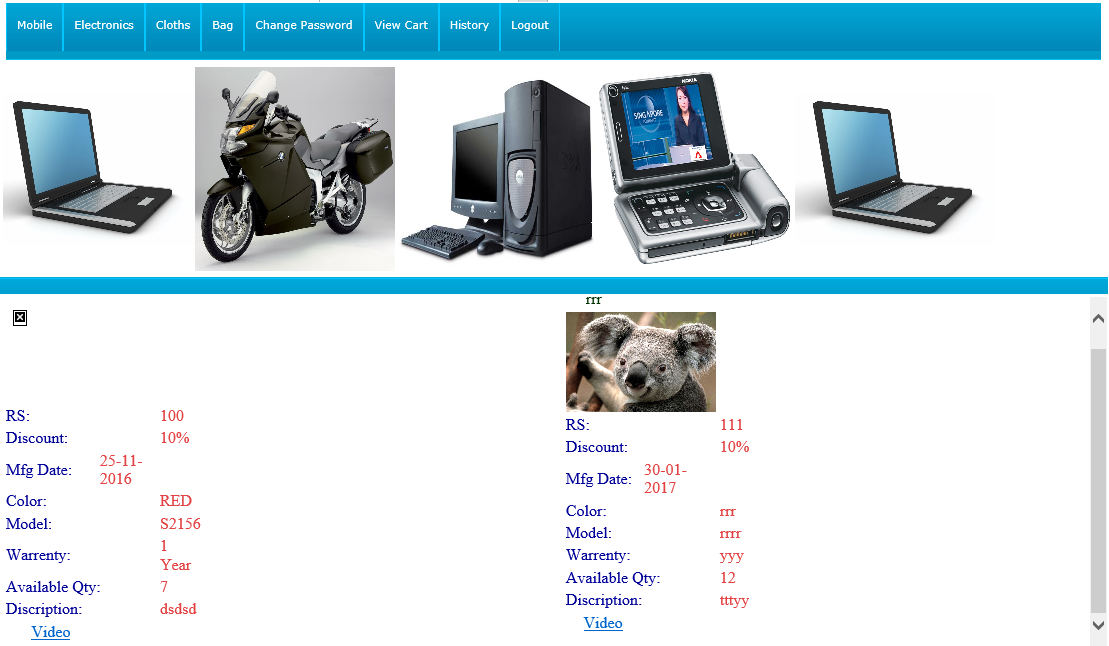 Mobile Electronics Cloths Bag Change Password View Cart History Logout
NOKIA
SINGAPORE
rrr
RS: 100
Discount: 10%
Mfg Date: 25-11-
2016
Color: RED
Model: S2156
Warrenty: 1
Year
Available Qty: 7
Discription: dsdsd
Video
RS: 111
Discount: 10%
Mfg Date: 30-01-
2017
Color: rrr
Model: rrrr
Warrenty: yyy
Available Qty: 12
Discription: tttyy
Video